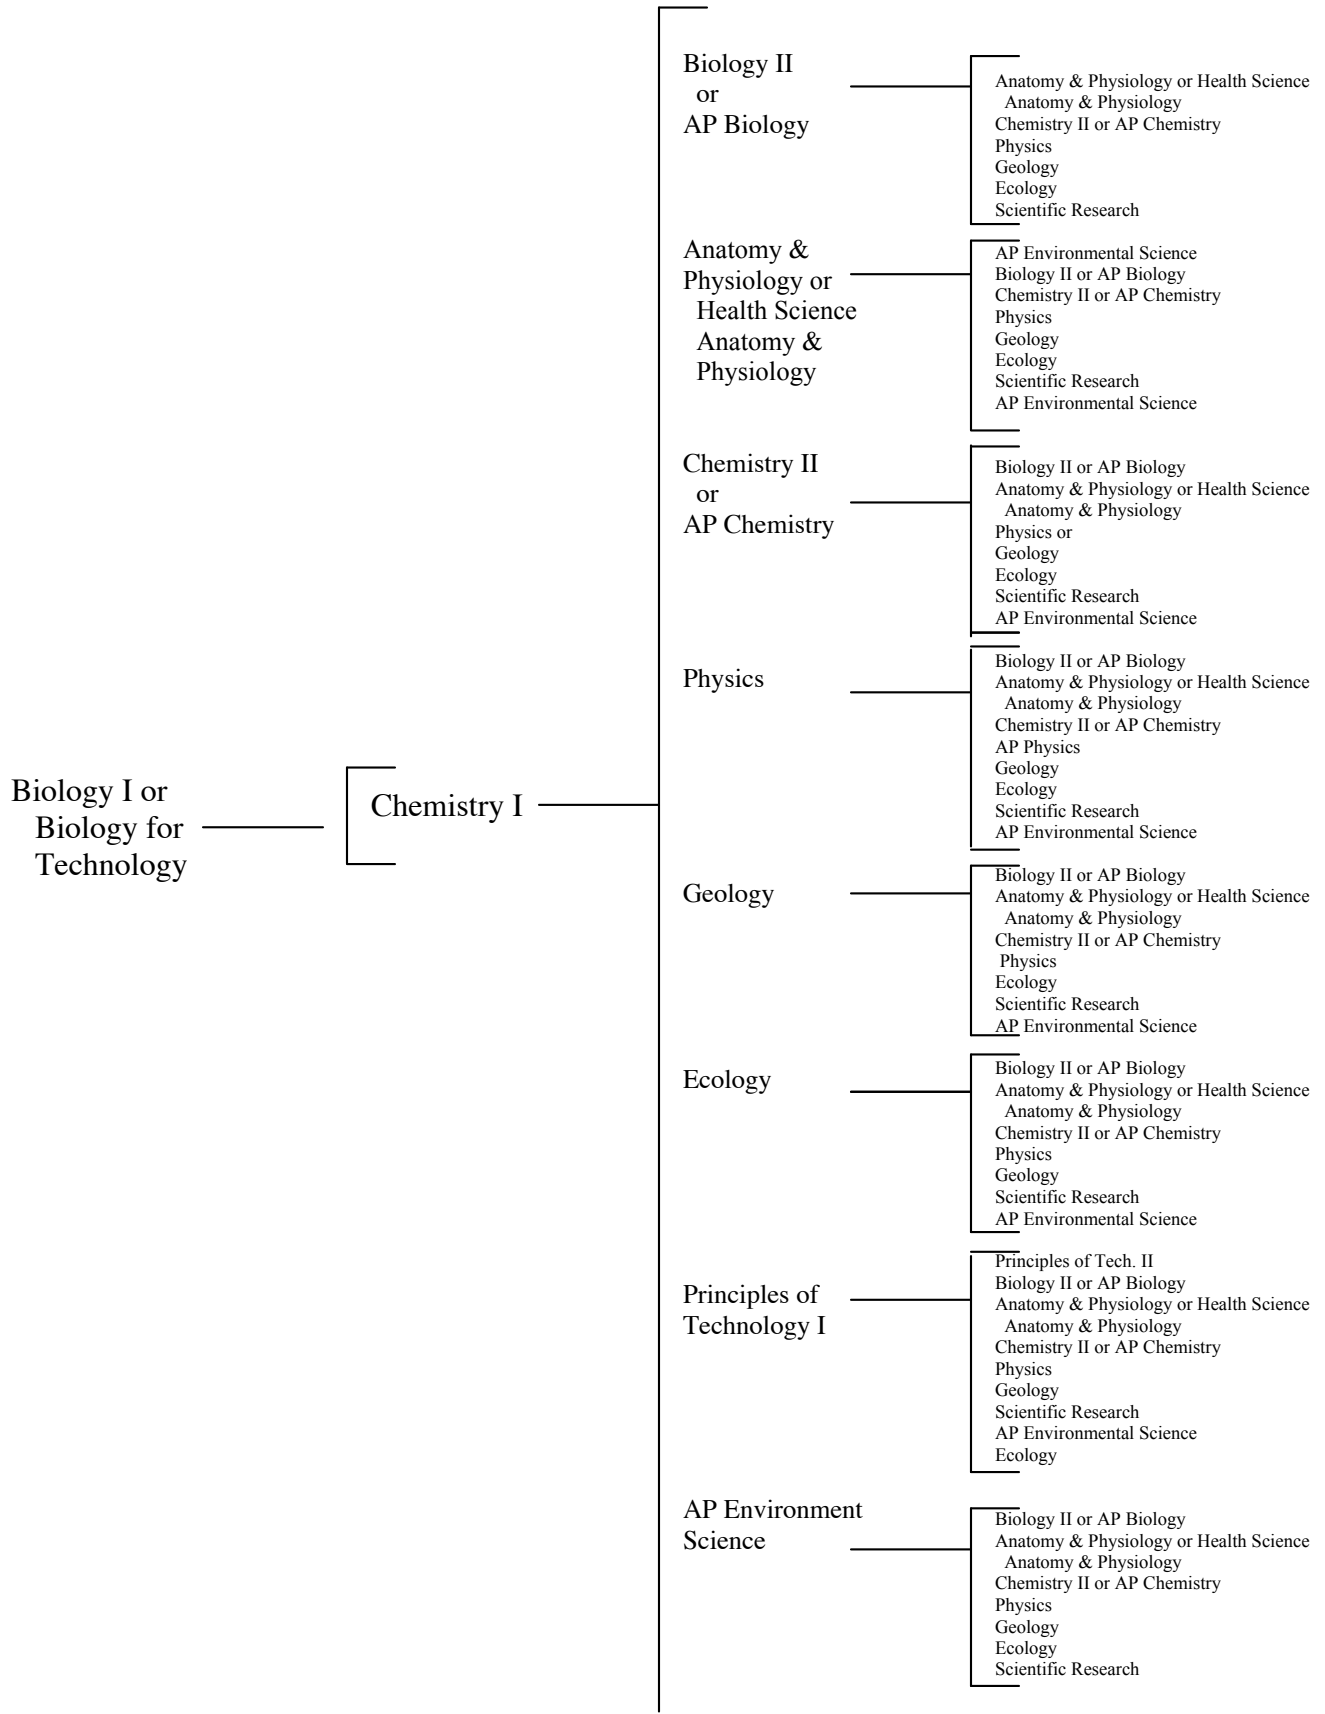 Biology I or
Biology for
Technology
Chemistry I
Biology II
or
AP Biology
Anatomy & Physiology or Health Science
Anatomy & Physiology
Chemistry II or AP Chemistry
Physics
Geology
Ecology
Scientific Research
Anatomy &
Physiology or
Health Science
Anatomy &
Physiology
AP Environmental Science
Biology II or AP Biology
Chemistry II or AP Chemistry
Physics
Geology
Ecology
Scientific Research
AP Environmental Science
Chemistry II
or
AP Chemistry
Biology II or AP Biology
Anatomy & Physiology or Health Science
Anatomy & Physiology
Physics or
Geology
Ecology
Scientific Research
AP Environmental Science
Physics
Biology II or AP Biology
Anatomy & Physiology or Health Science
Anatomy & Physiology
Chemistry II or AP Chemistry
AP Physics
Geology
Ecology
Scientific Research
AP Environmental Science
Geology
Biology II or AP Biology
Anatomy & Physiology or Health Science
Anatomy & Physiology
Chemistry II or AP Chemistry
Physics
Ecology
Scientific Research
AP Environmental Science
Ecology
Biology II or AP Biology
Anatomy & Physiology or Health Science
Anatomy & Physiology
Chemistry II or AP Chemistry
Physics
Geology
Scientific Research
AP Environmental Science
Principles of
Technology I
Principles of Tech. II
Biology II or AP Biology
Anatomy & Physiology or Health Science
Anatomy & Physiology
Chemistry II or AP Chemistry
Physics
Geology
Scientific Research
AP Environmental Science
Ecology
AP Environment
Science
Biology II or AP Biology
Anatomy & Physiology or Health Science
Anatomy & Physiology
Chemistry II or AP Chemistry
Physics
Geology
Ecology
Scientific Research